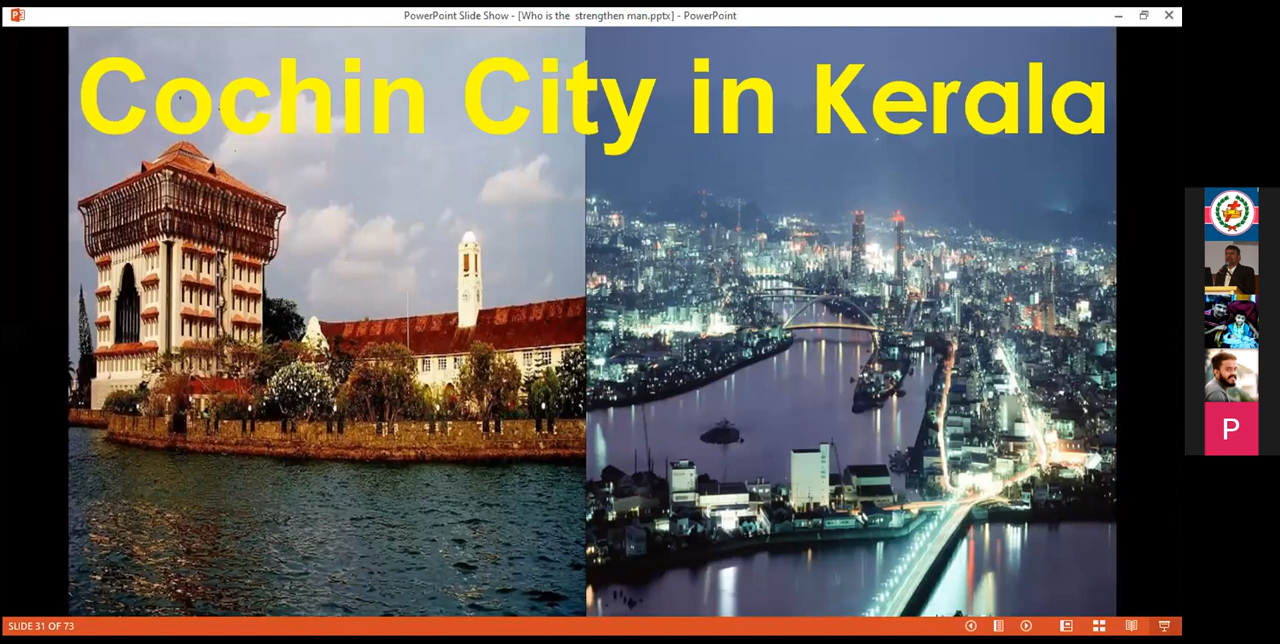 PowerPoint Slide Show - [Who is the  strengthen man.pptx] - PowerPoint
Cochin City in Kerala
P
SLIDE 31 OF 73